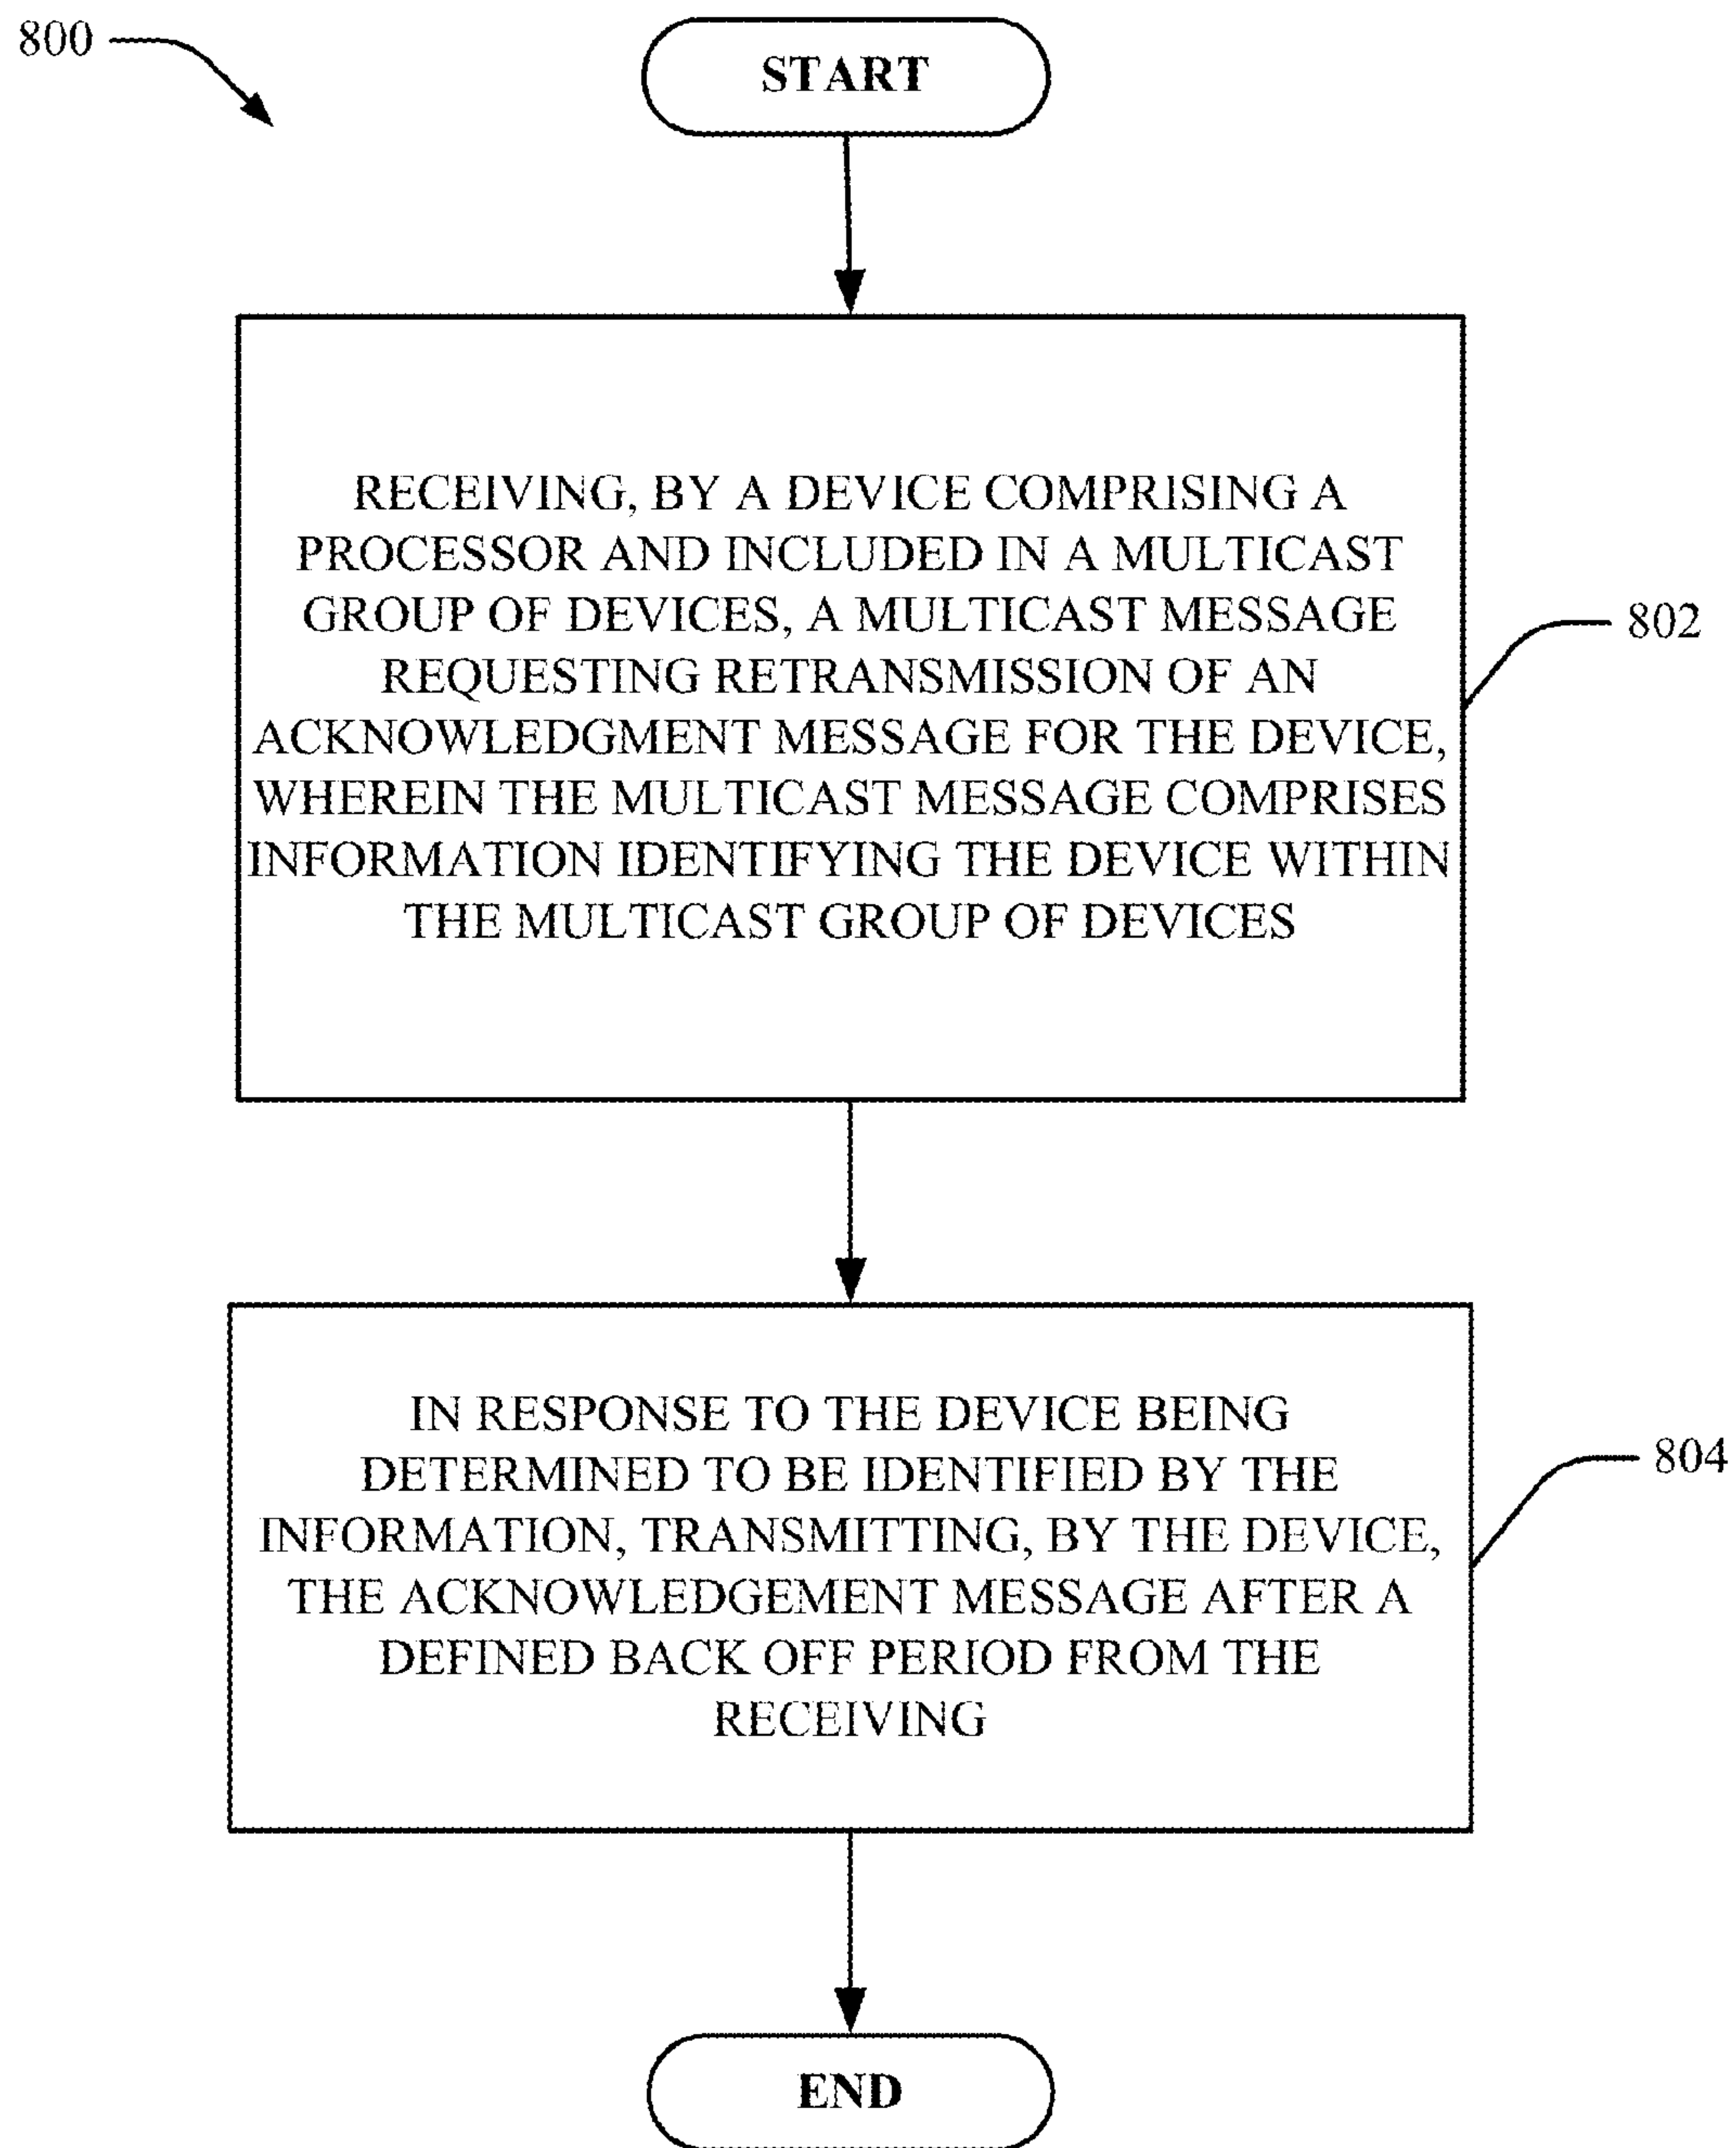 800
START
RECEIVING, BY A DEVICE COMPRISING A
PROCESSOR AND INCLUDED IN A MULTICAST
GROUP OF DEVICES, A MULTICAST MESSAGE
REQUESTING RETRANSMISSION OF AN
ACKNOWLEDGMENT MESSAGE FOR THE DEVICE,
WHEREIN THE MULTICAST MESSAGE COMPRISES
INFORMATION IDENTIFYING THE DEVICE WITHIN
THE MULTICAST GROUP OF DEVICES
802
IN RESPONSE TO THE DEVICE BEING
DETERMINED TO BE IDENTIFIED BY THE
INFORMATION, TRANSMITTING, BY THE DEVICE,
THE ACKNOWLEDGEMENT MESSAGE AFTER A
DEFINED BACK OFF PERIOD FROM THE
RECEIVING
804
END